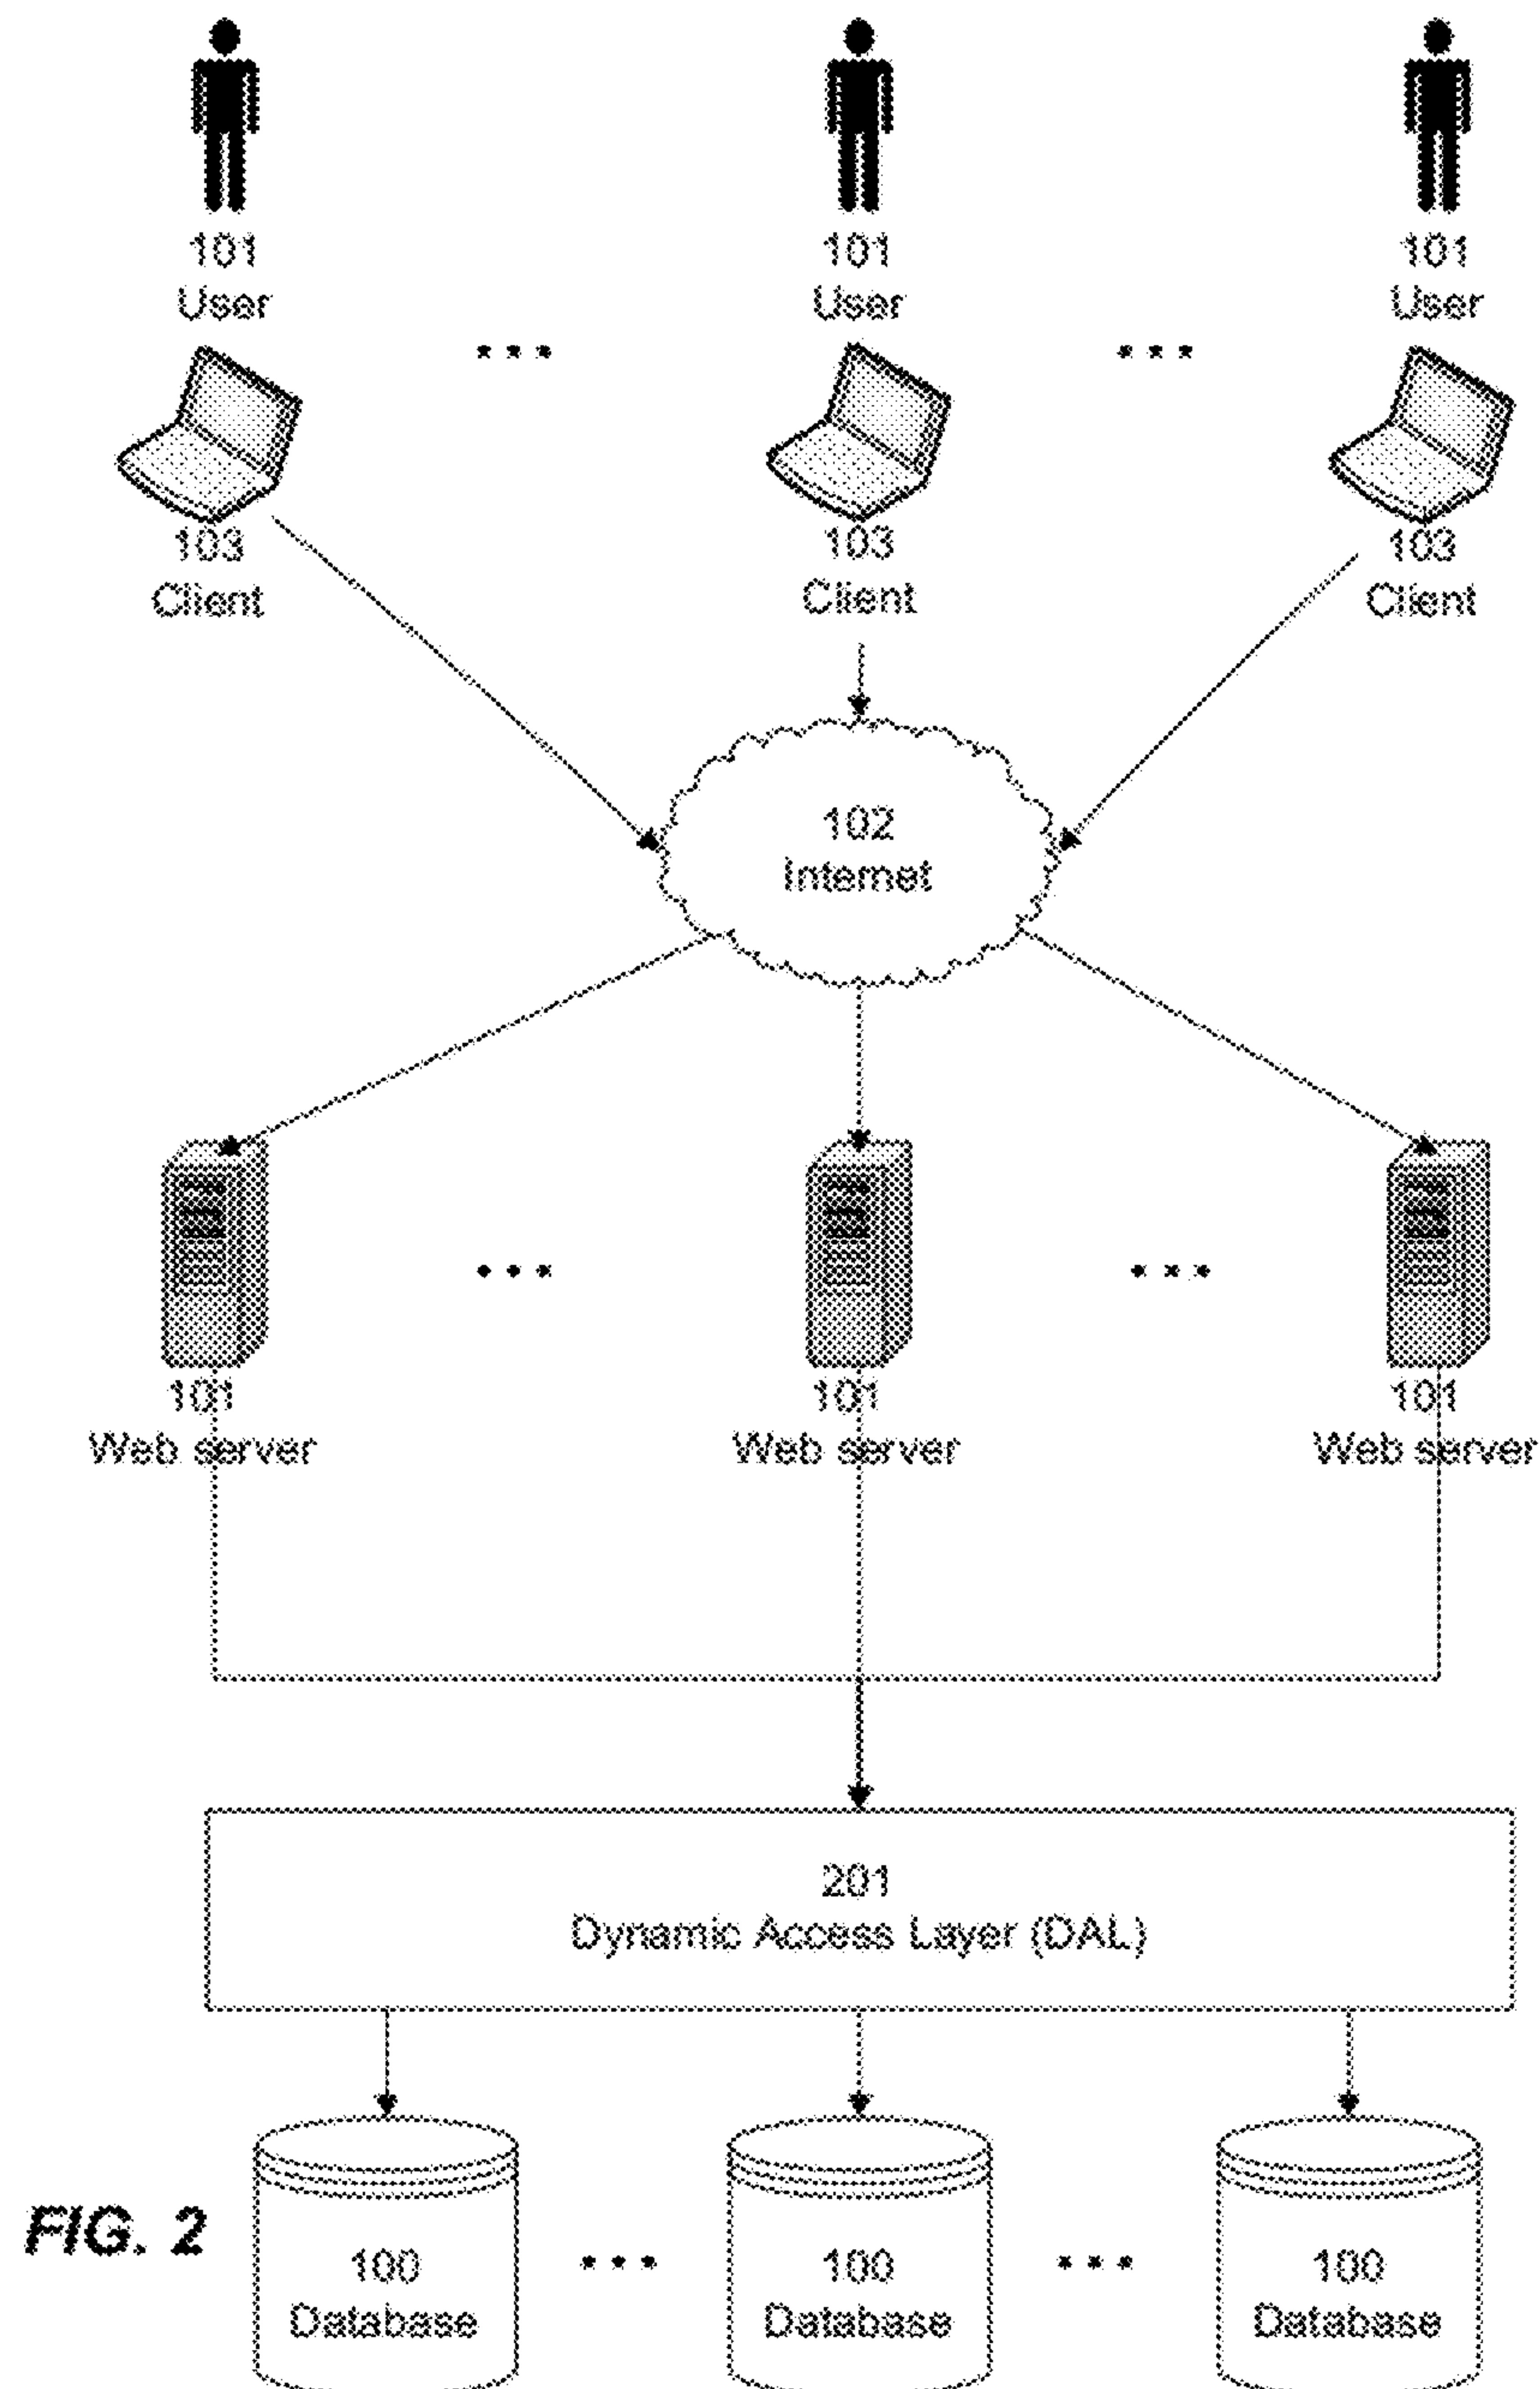 101 101 101
User User User
... ...
103 103 103
Client Client Client
102
Internet
... ...
101 101 101
Web server Web server Web server
201
Dynamic Access Layer (DAL)
FIG. 2
100 ... 100 ... 100
Database Database Database